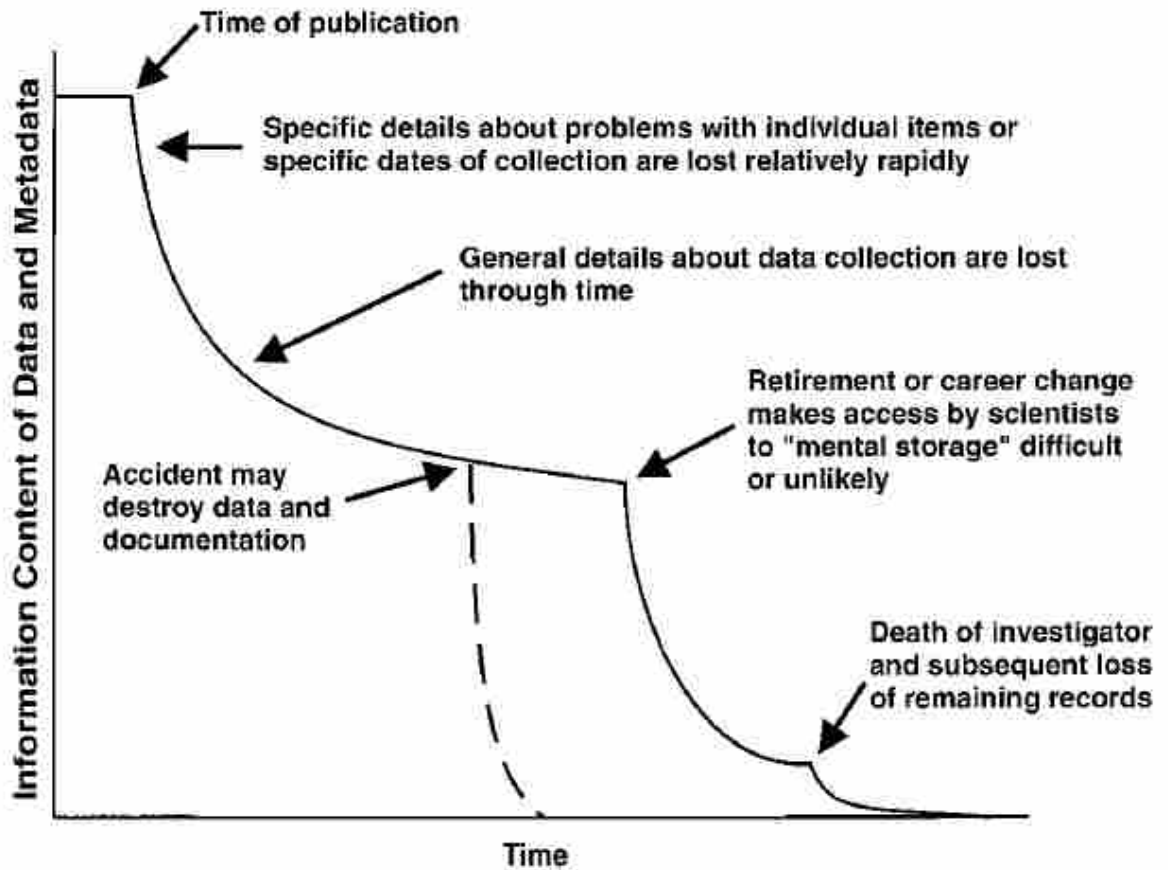 Time of publication
Specific details about problems with individual items or
specific dates of collection are lost relatively rapidly
General details about data collection are lost
through time
Retirement or career change
makes access by scientists
to "mental storage" difficult
or unlikely
Accident may
destroy data and
documentation
Death of investigator
and subsequent loss
of remaining records
Information Content of Data and Metadata
Time